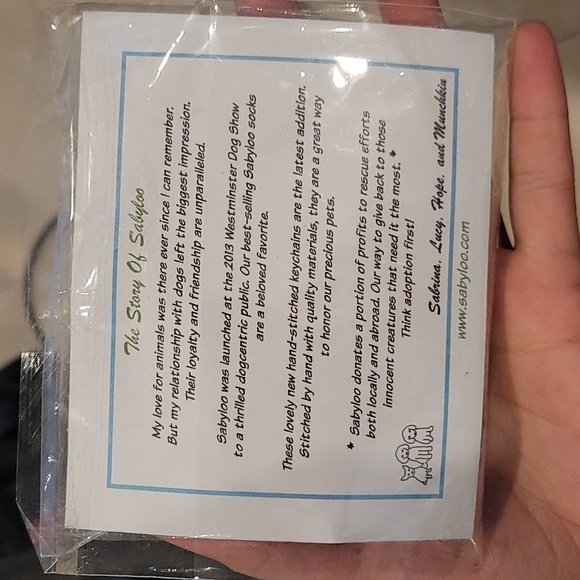 The Story Of Sabyloo
My love for animals was there ever since I can remember.
But my relationship with dogs left the biggest impression.
Their loyalty and friendship are unparalleled.
Sabyloo was launched at the 2013 Westminster Dog Show
to a thrilled dogcentric public. Our best-selling Sabyloo socks
are a beloved favorite.
These lovely new hand-stitched keychains are the latest addition.
Stitched by hand with quality materials, they are a great way
to honor our precious pets.
* Sabyloo donates a portion of profits to rescue efforts
both locally and abroad. Our way to give back to those
innocent creatures that need it the most. *
Think adoption first!
Sabrina, Lucy, Hope, and Munchkin
www.sabyloo.com